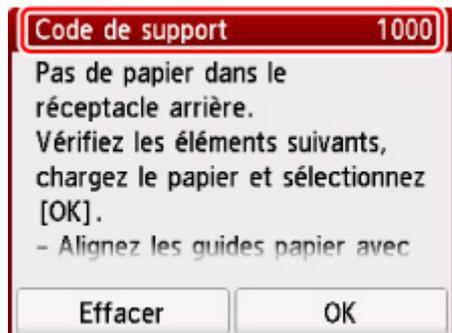 Code de support 1000
Pas de papier dans le
réceptacle arrière.
Vérifiez les éléments suivants,
chargez le papier et sélectionnez
[OK].
- Alignez les guides papier avec
Effacer OK